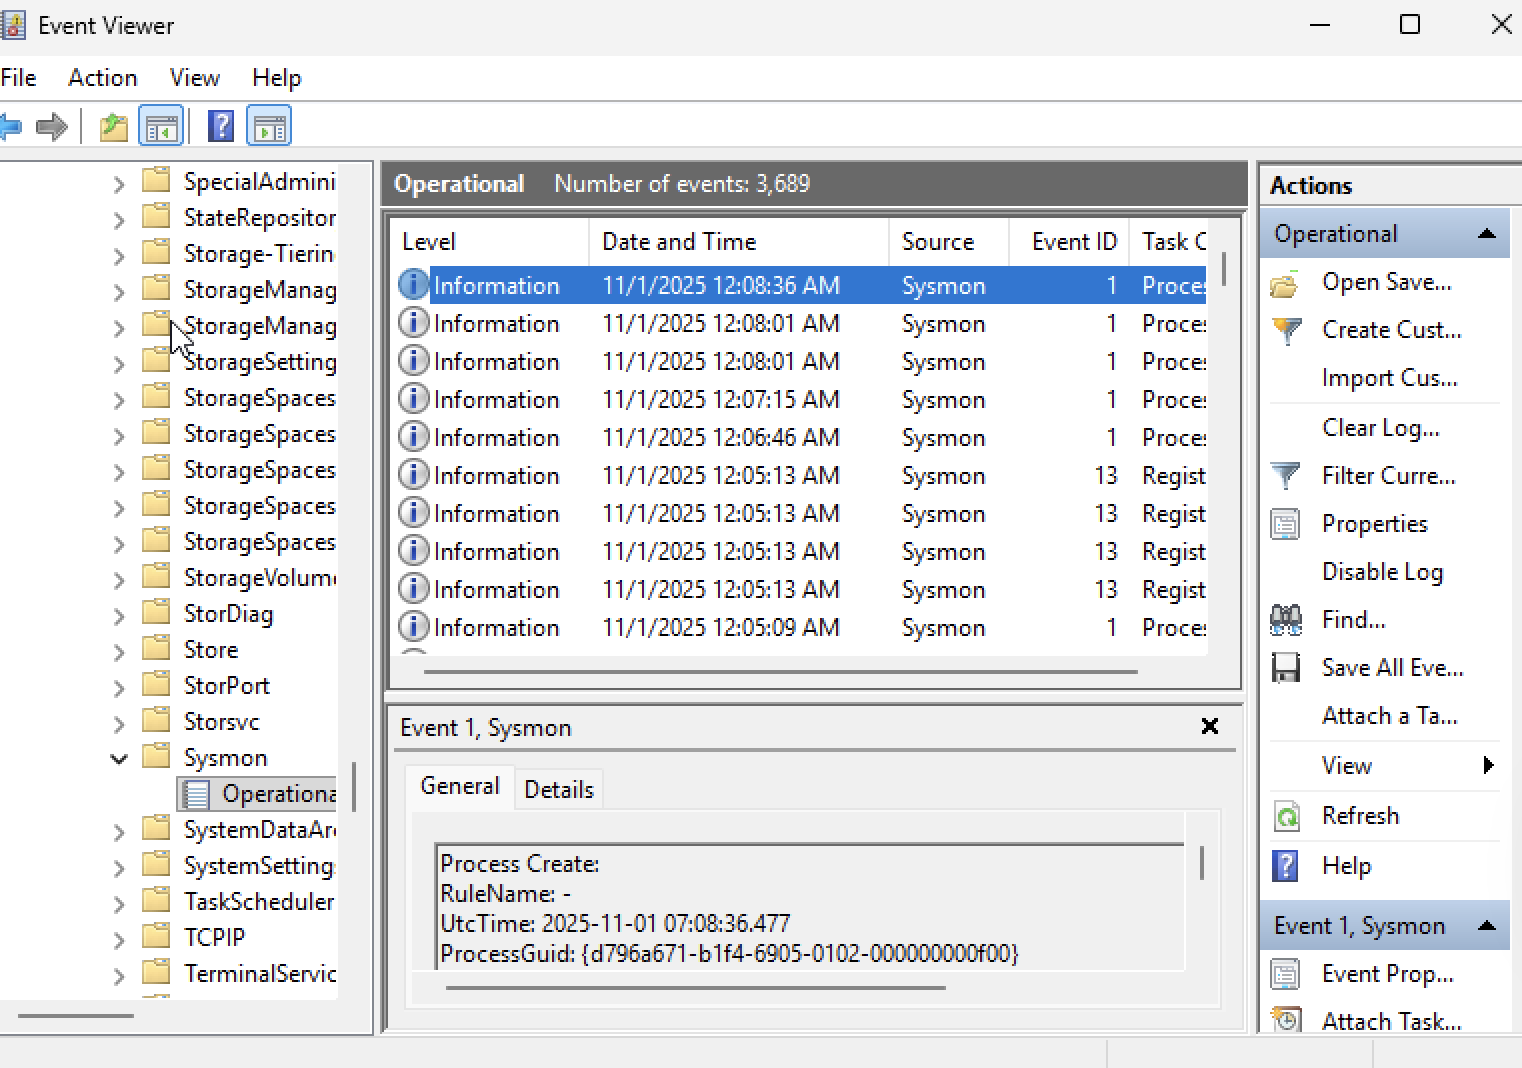 Event Viewer
File Action View Help
SpecialAdmini
StateRepositor
Storage-Tierin
StorageManag
StorageManag
StorageSetting
StorageSpaces
StorageSpaces
StorageSpaces
StorageSpaces
StorageSpaces
StorageVolum
StorDiag
Store
StorPort
Storsvc
Sysmon
Operationa
SystemDataAr
SystemSetting
TaskScheduler
TCPIP
TerminalServic
Operational Number of events: 3,689
Level Date and Time Source Event ID Task C
Information 11/1/2025 12:08:36 AM Sysmon 1 Proces
Information 11/1/2025 12:08:01 AM Sysmon 1 Proces
Information 11/1/2025 12:08:01 AM Sysmon 1 Proces
Information 11/1/2025 12:07:15 AM Sysmon 1 Proces
Information 11/1/2025 12:06:46 AM Sysmon 1 Proces
Information 11/1/2025 12:05:13 AM Sysmon 13 Regist
Information 11/1/2025 12:05:13 AM Sysmon 13 Regist
Information 11/1/2025 12:05:13 AM Sysmon 13 Regist
Information 11/1/2025 12:05:13 AM Sysmon 13 Regist
Information 11/1/2025 12:05:09 AM Sysmon 1 Proces
Event 1, Sysmon
General Details
Process Create:
RuleName: -
UtcTime: 2025-11-01 07:08:36.477
ProcessGuid: {d796a671-b1f4-6905-0102-000000000f00}
Actions
Operational
Open Save...
Create Cust...
Import Cus...
Clear Log...
Filter Curre...
Properties
Disable Log
Find...
Save All Eve...
Attach a Ta...
View
Refresh
Help
Event 1, Sysmon
Event Prop...
Attach Task...